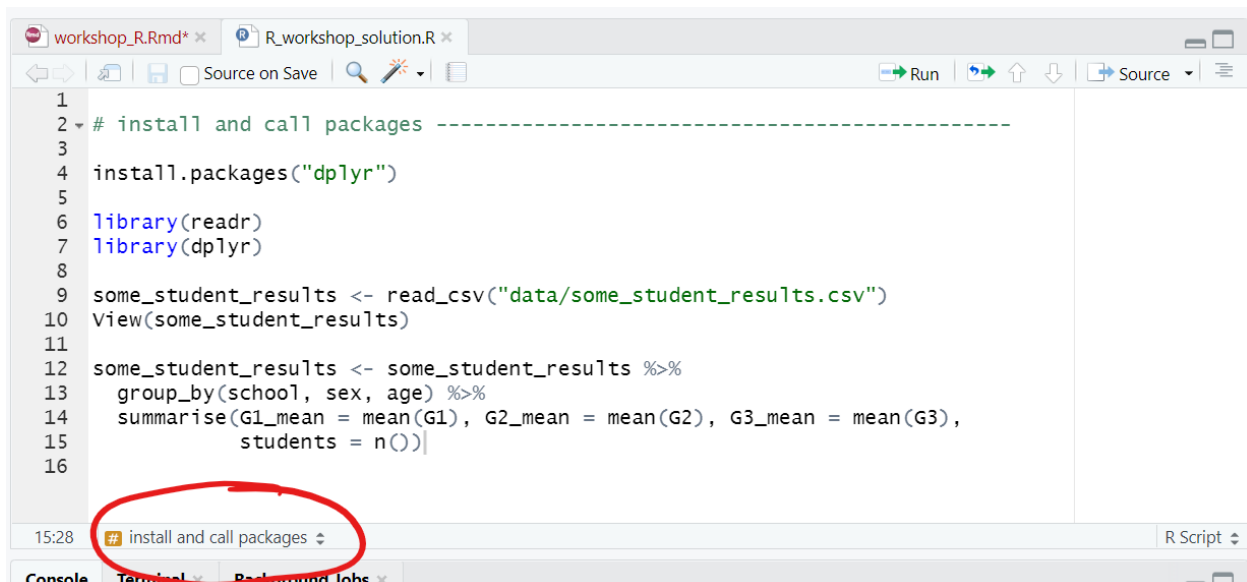 workshop_R.Rmd* × R_workshop_solution.R ×
Source on Save Run Source
1
2 # install and call packages -----------------------------------------------
3
4 install.packages("dplyr")
5
6 library(readr)
7 library(dplyr)
8
9 some_student_results <- read_csv("data/some_student_results.csv")
10 View(some_student_results)
11
12 some_student_results <- some_student_results %>%
13   group_by(school, sex, age) %>%
14   summarise(G1_mean = mean(G1), G2_mean = mean(G2), G3_mean = mean(G3),
15             students = n())
16
15:28 # install and call packages R Script
Console Terminal × Background Jobs ×